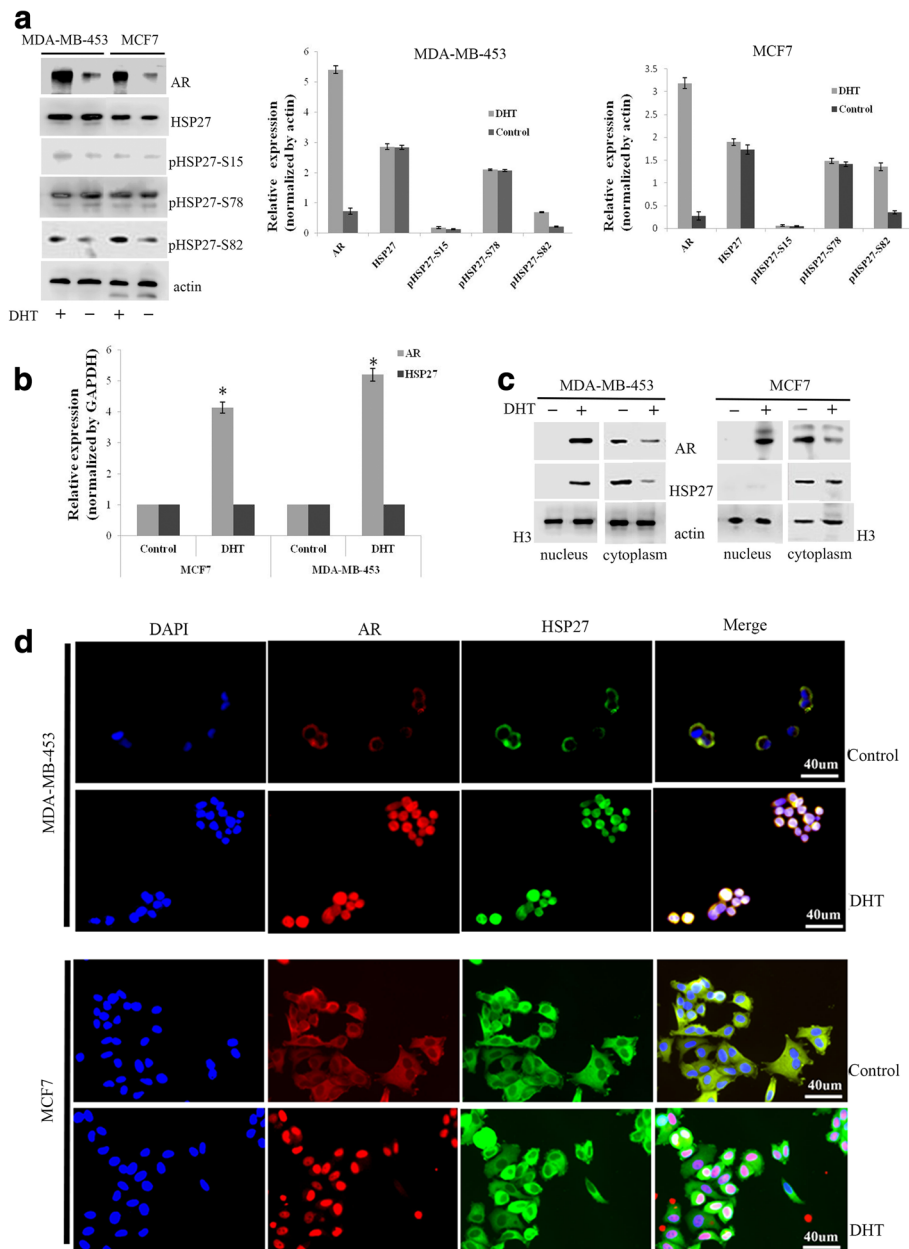 a
MDA-MB-453 MCF7
AR
HSP27
pHSP27-S15
pHSP27-S78
pHSP27-S82
actin
DHT + − + −
MDA-MB-453
Relative expression
(normalized by actin)
6
5
4
3
2
1
0
DHT
Control
AR
HSP27
pHSP27-S15
pHSP27-S78
pHSP27-S82
MCF7
Relative expression
(normalized by actin)
3.5
3
2.5
2
1.5
1
0.5
0
DHT
Control
AR
HSP27
pHSP27-S15
pHSP27-S78
pHSP27-S82
b
Relative expression
(normalized by GAPDH)
6
5
4
3
2
1
0
AR
HSP27
*
*
Control DHT Control DHT
MCF7 MDA-MB-453
c
MDA-MB-453 MCF7
DHT − + − + − + − +
AR
HSP27
H3 actin H3
nucleus cytoplasm nucleus cytoplasm
d
DAPI AR HSP27 Merge
MDA-MB-453
Control
40um
DHT
40um
MCF7
Control
40um
DHT
40um